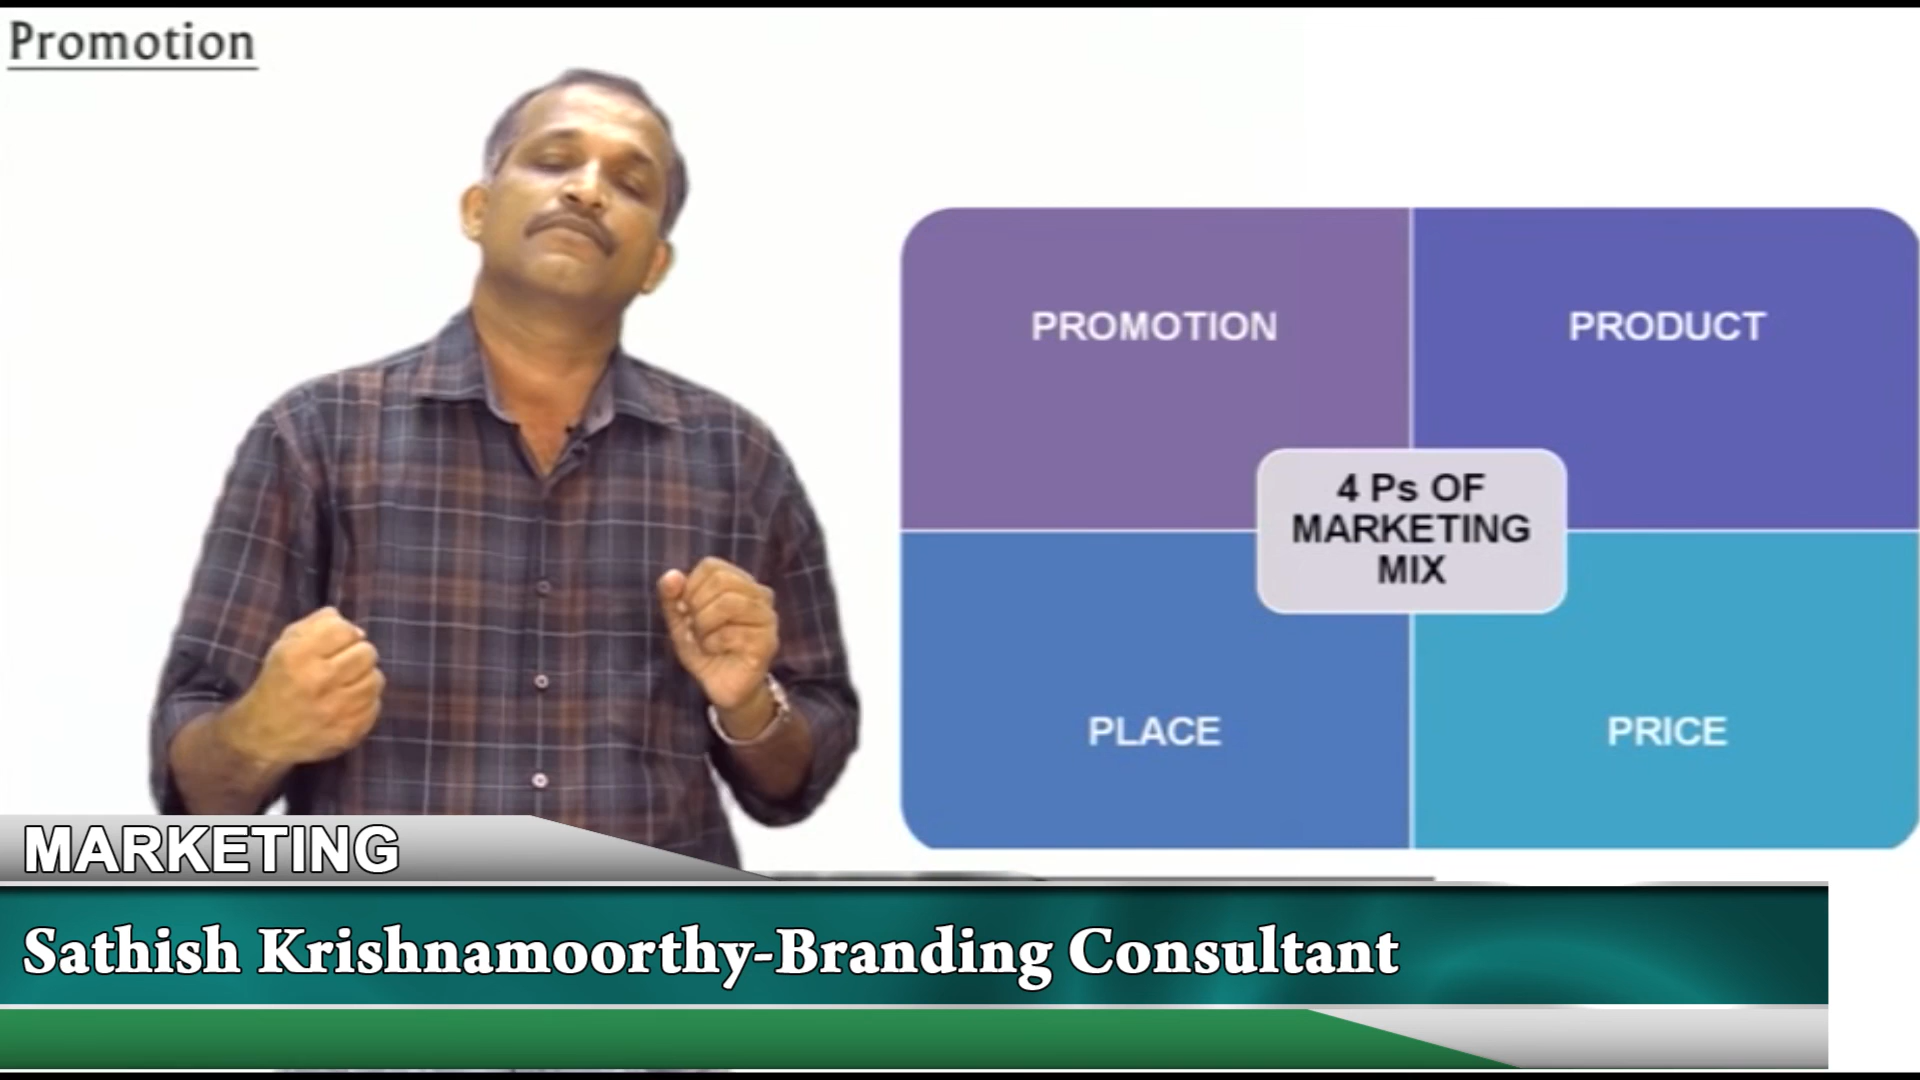 Promotion
PROMOTION
PRODUCT
4 Ps OF
MARKETING
MIX
PLACE
PRICE
MARKETING
Sathish Krishnamoorthy-Branding Consultant